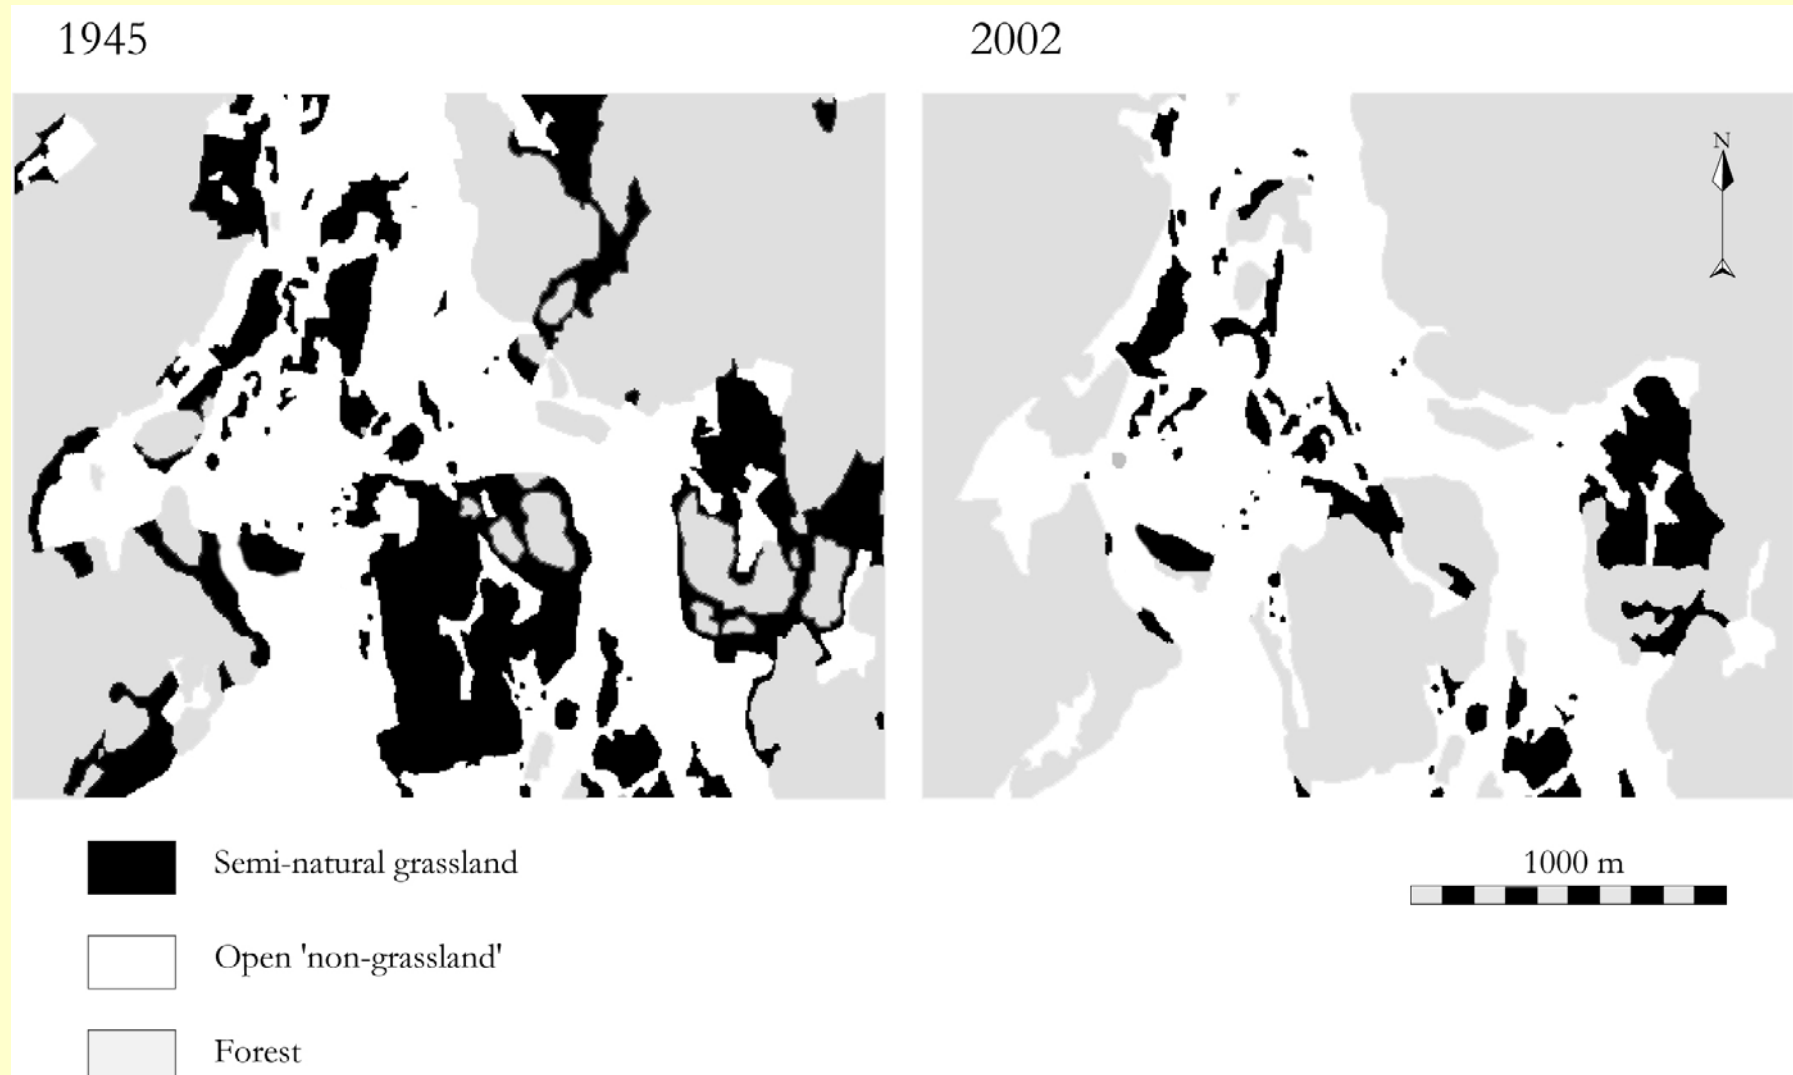 1945
2002
N
Semi-natural grassland
1000 m
Open 'non-grassland'
Forest